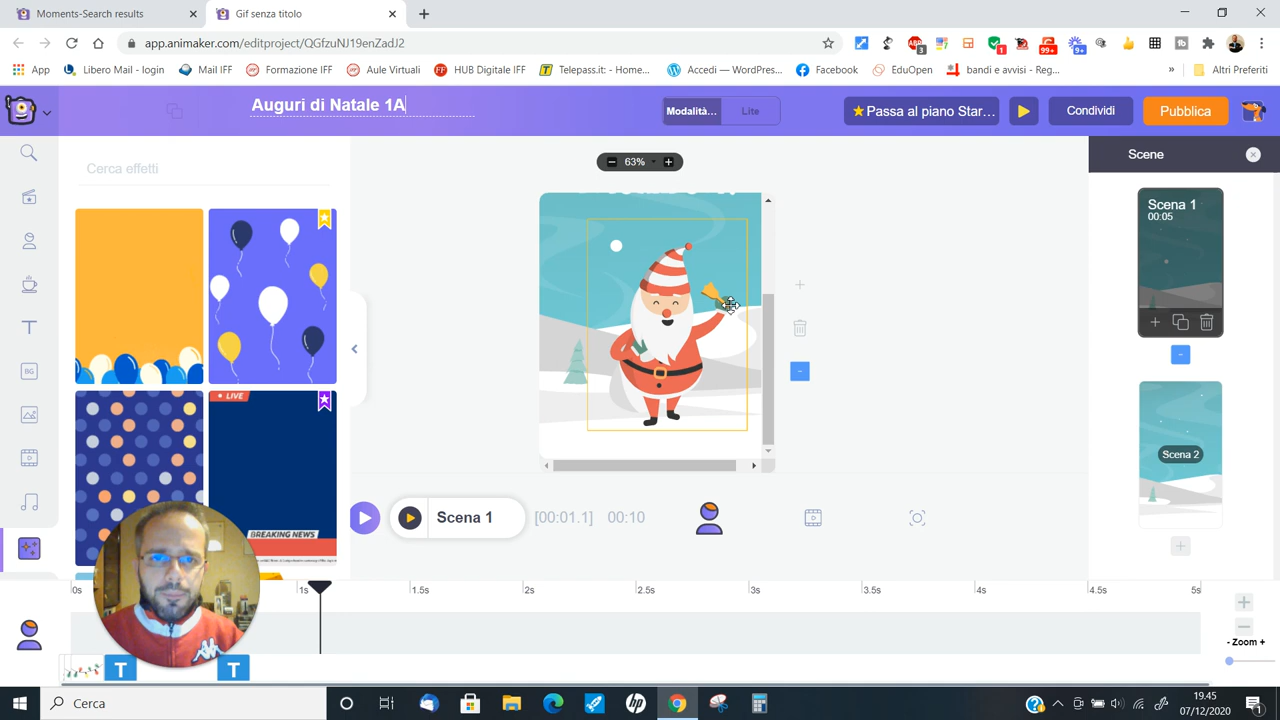 Moments-Search results
Gif senza titolo
app.animaker.com/editproject/QGfzuNJ19enZadJ2
App
Libero Mail - login
Mail IFF
Formazione IFF
Aule Virtuali
HUB Digitale IFF
Telepass.it: - Home...
Accedi — WordPres...
Facebook
EduOpen
bandi e avvisi - Reg...
»
Altri Preferiti
Auguri di Natale 1A
Modalità...
Lite
Passa al piano Star...
Condividi
Pubblica
Cerca effetti
63%
Scene
Scena 1
00:05
BG
LIVE
BREAKING NEWS
Scena 2
Scena 1
[00:01.1]
00:10
0s
1s
1.5s
2s
2.5s
3s
3.5s
4s
4.5s
5s
- Zoom +
T
T
Cerca
19.45
07/12/2020